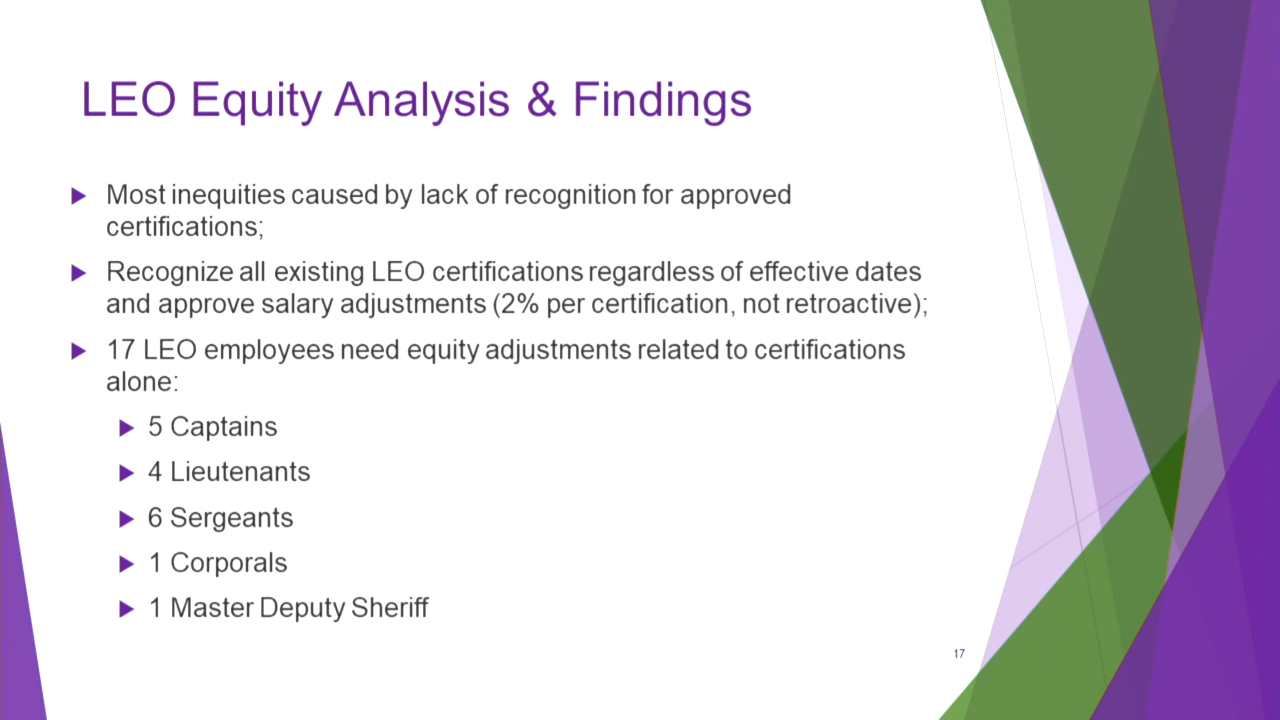 LEO Equity Analysis & Findings
Most inequities caused by lack of recognition for approved
certifications;
Recognize all existing LEO certifications regardless of effective dates
and approve salary adjustments (2% per certification, not retroactive);
17 LEO employees need equity adjustments related to certifications
alone:
5 Captains
4 Lieutenants
6 Sergeants
1 Corporals
1 Master Deputy Sheriff
17